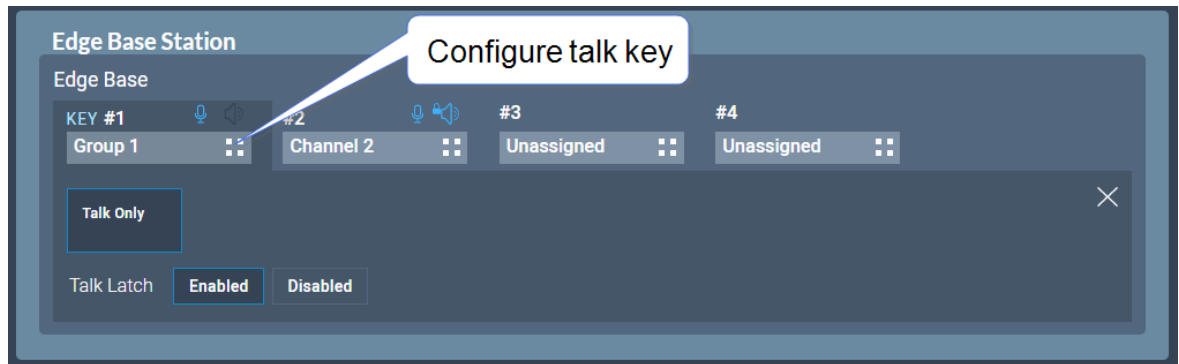 Edge Base Station
Configure talk key
Edge Base
KEY #1
#2
#3
#4
Group 1
Channel 2
Unassigned
Unassigned
Talk Only
Talk Latch
Enabled
Disabled